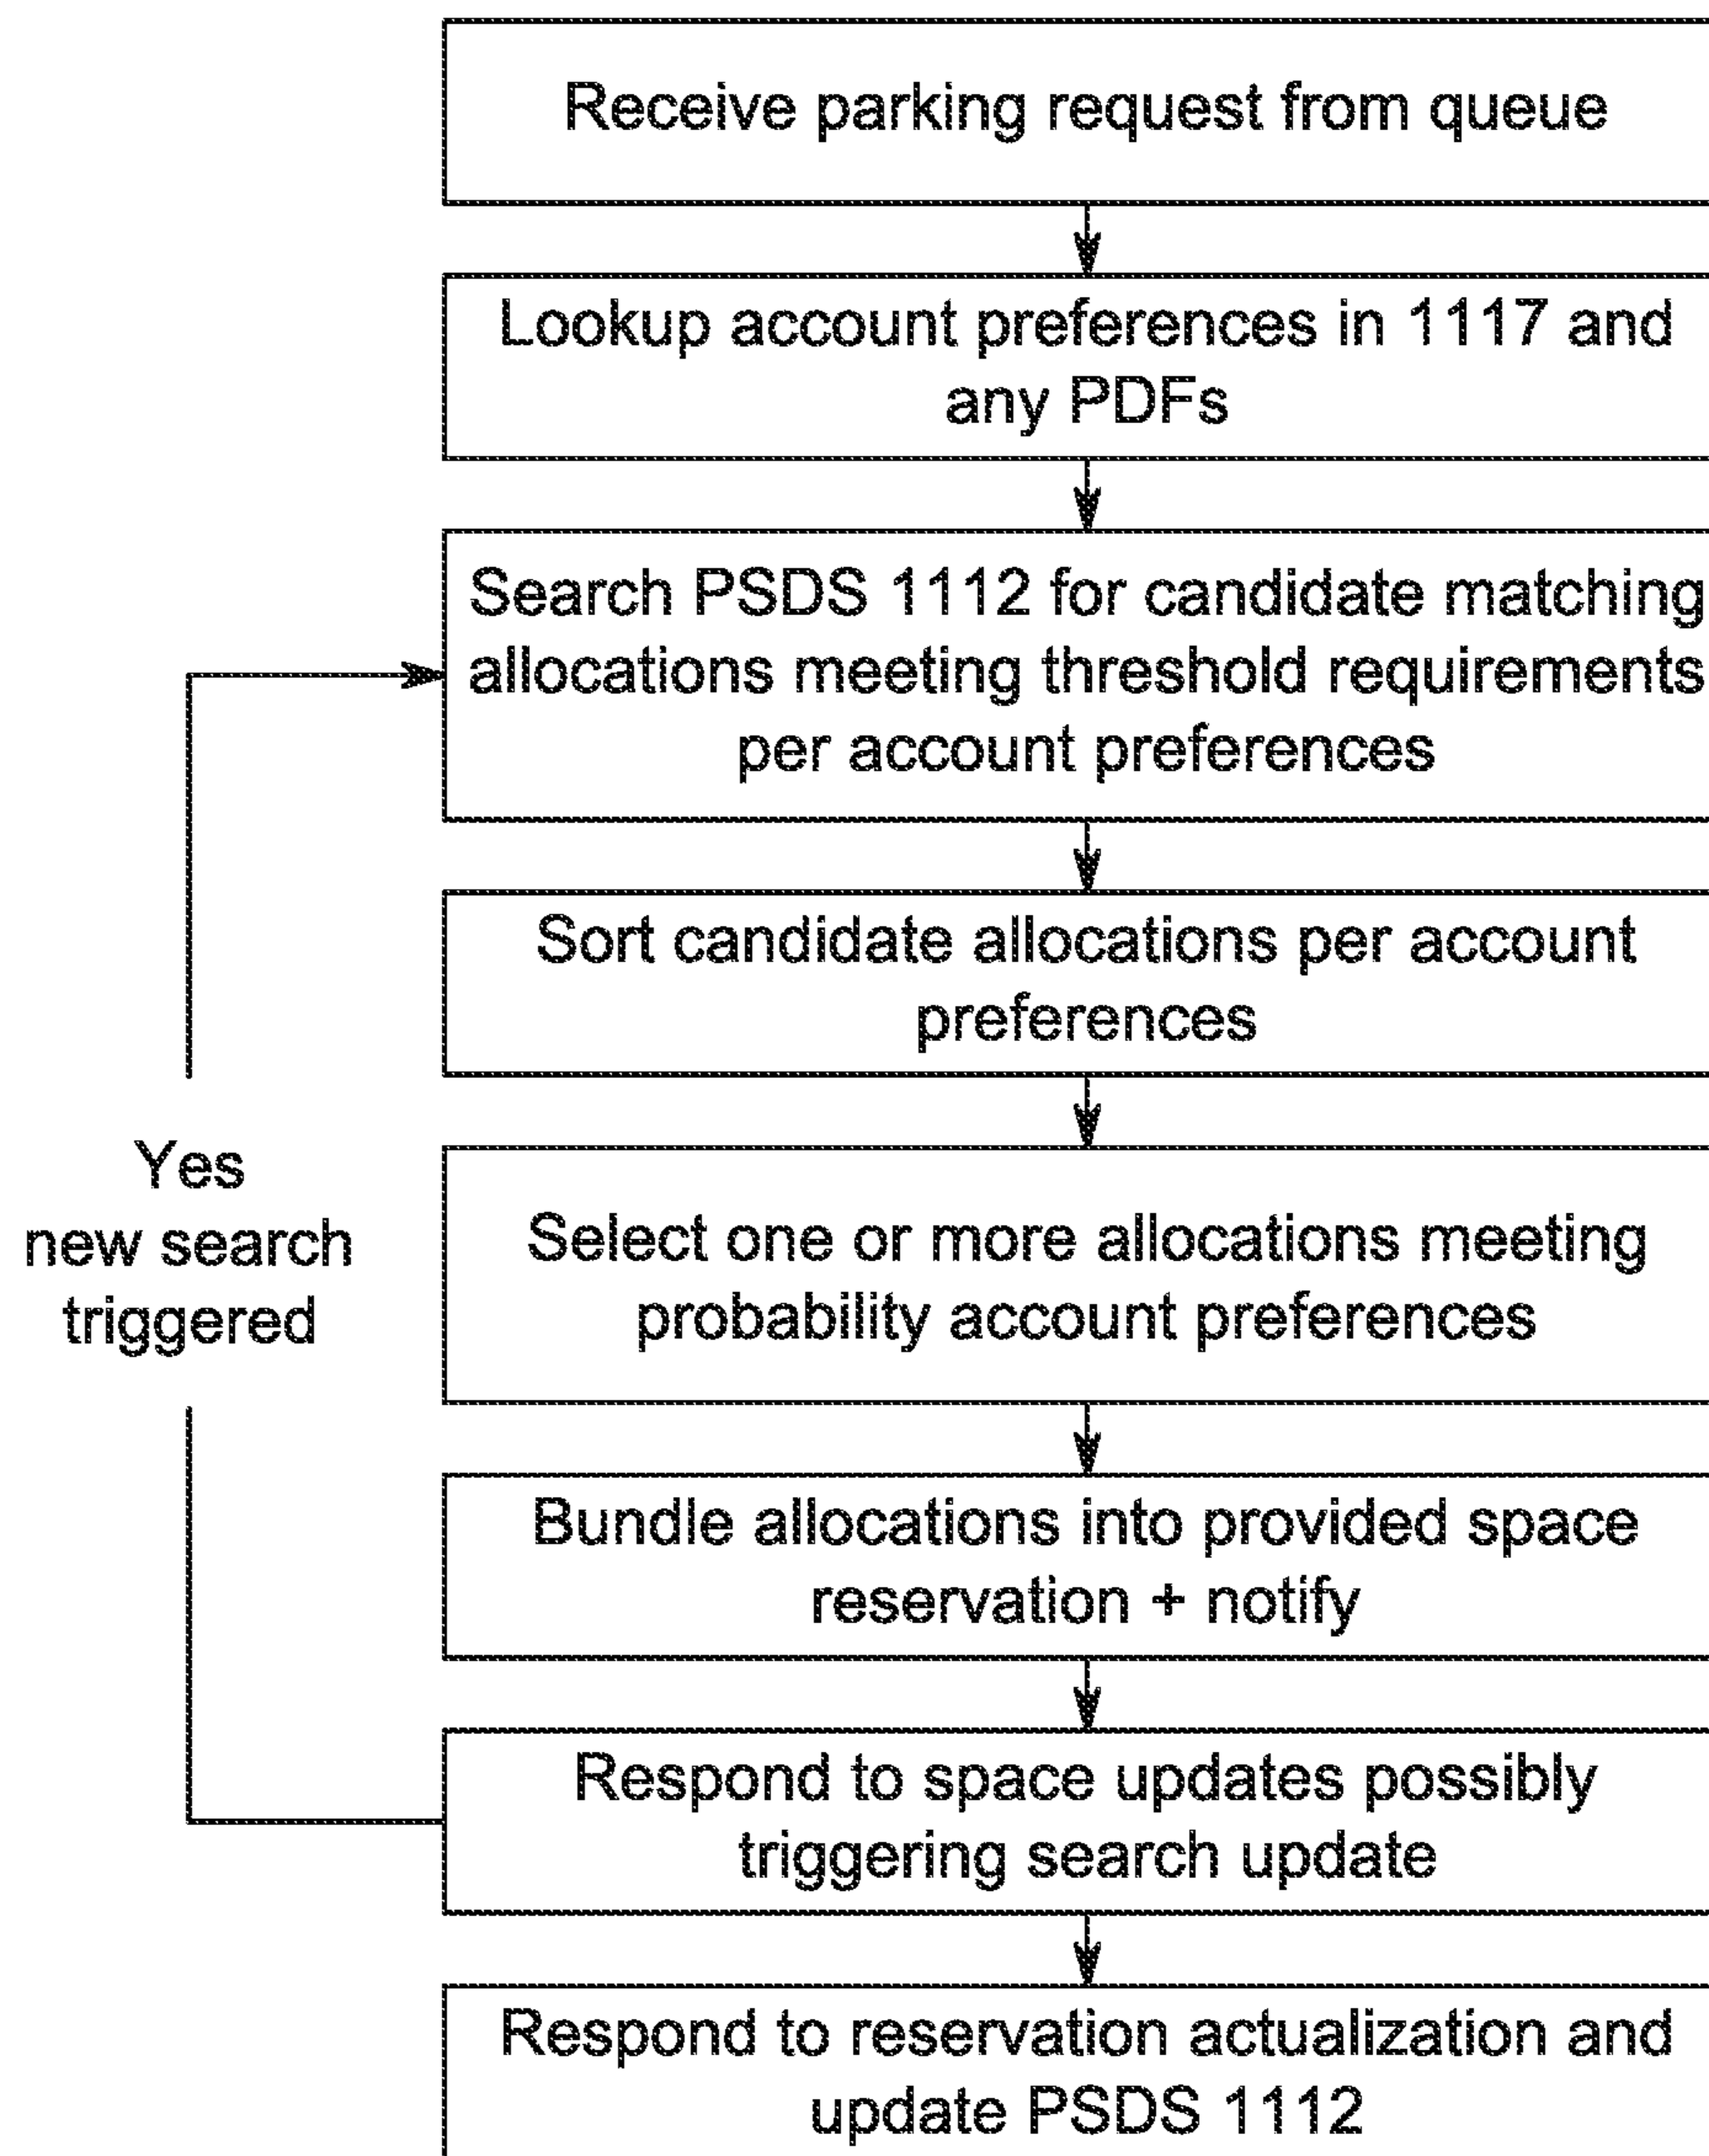 Receive parking request from queue
Lookup account preferences in 1117 and
any PDFs
Search PSDS 1112 for candidate matching
allocations meeting threshold requirements
per account preferences
Sort candidate allocations per account
preferences
Yes
new search
triggered
Select one or more allocations meeting
probability account preferences
Bundle allocations into provided space
reservation + notify
Respond to space updates possibly
triggering search update
Respond to reservation actualization and
update PSDS 1112